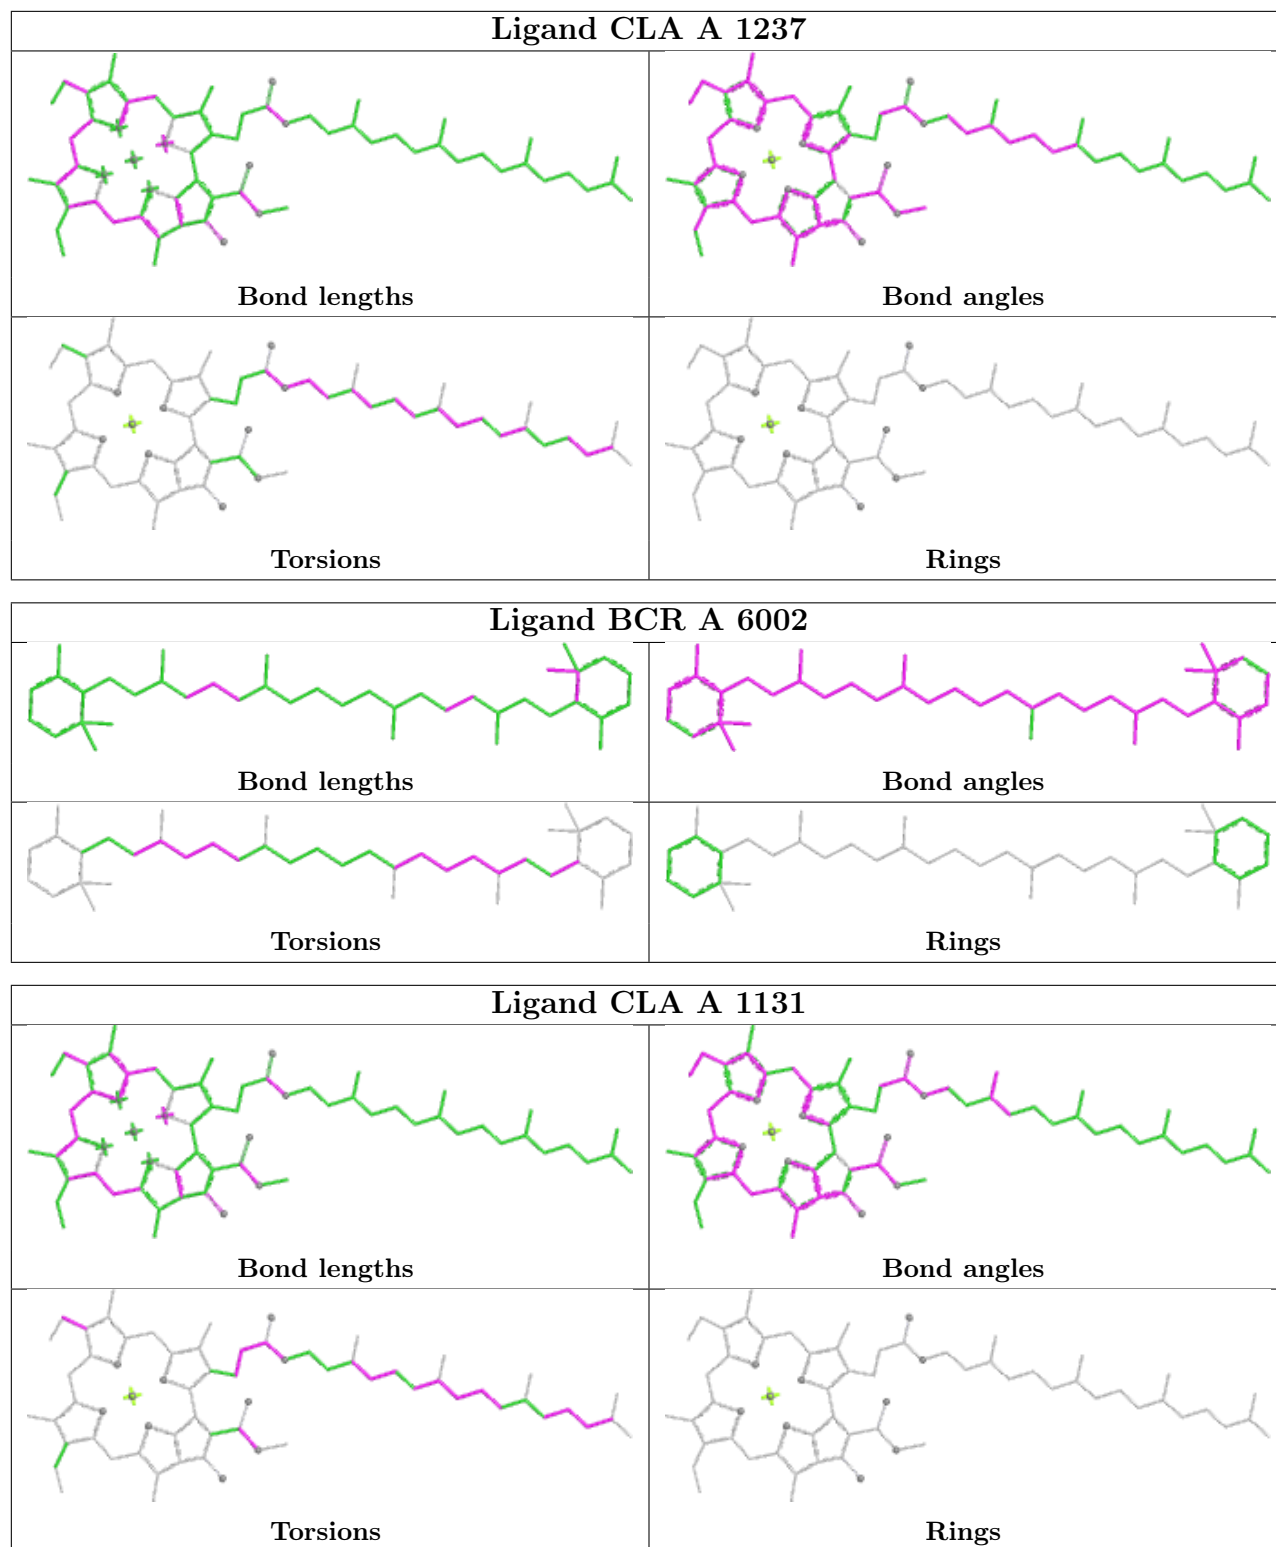 Ligand CLA A 1237
Bond lengths
Bond angles
Torsions
Rings
Ligand BCR A 6002
Bond lengths
Bond angles
Torsions
Rings
Ligand CLA A 1131
Bond lengths
Bond angles
Torsions
Rings